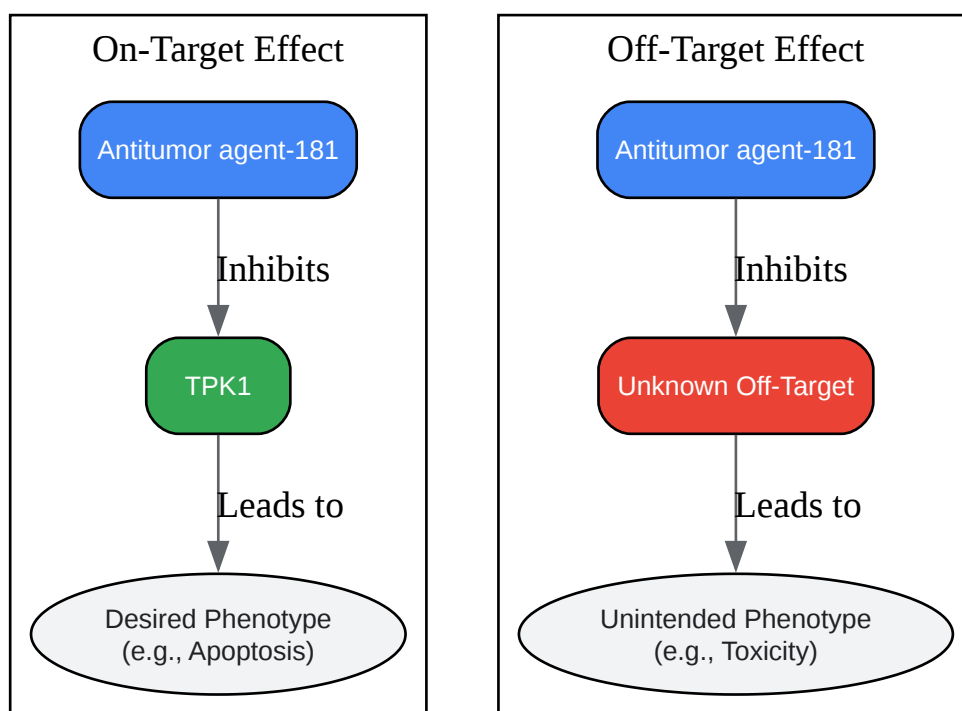 On-Target Effect
Antitumor agent-181
Inhibits
TPK1
Leads to
Desired Phenotype
(e.g., Apoptosis)
Off-Target Effect
Antitumor agent-181
Inhibits
Unknown Off-Target
Leads to
Unintended Phenotype
(e.g., Toxicity)